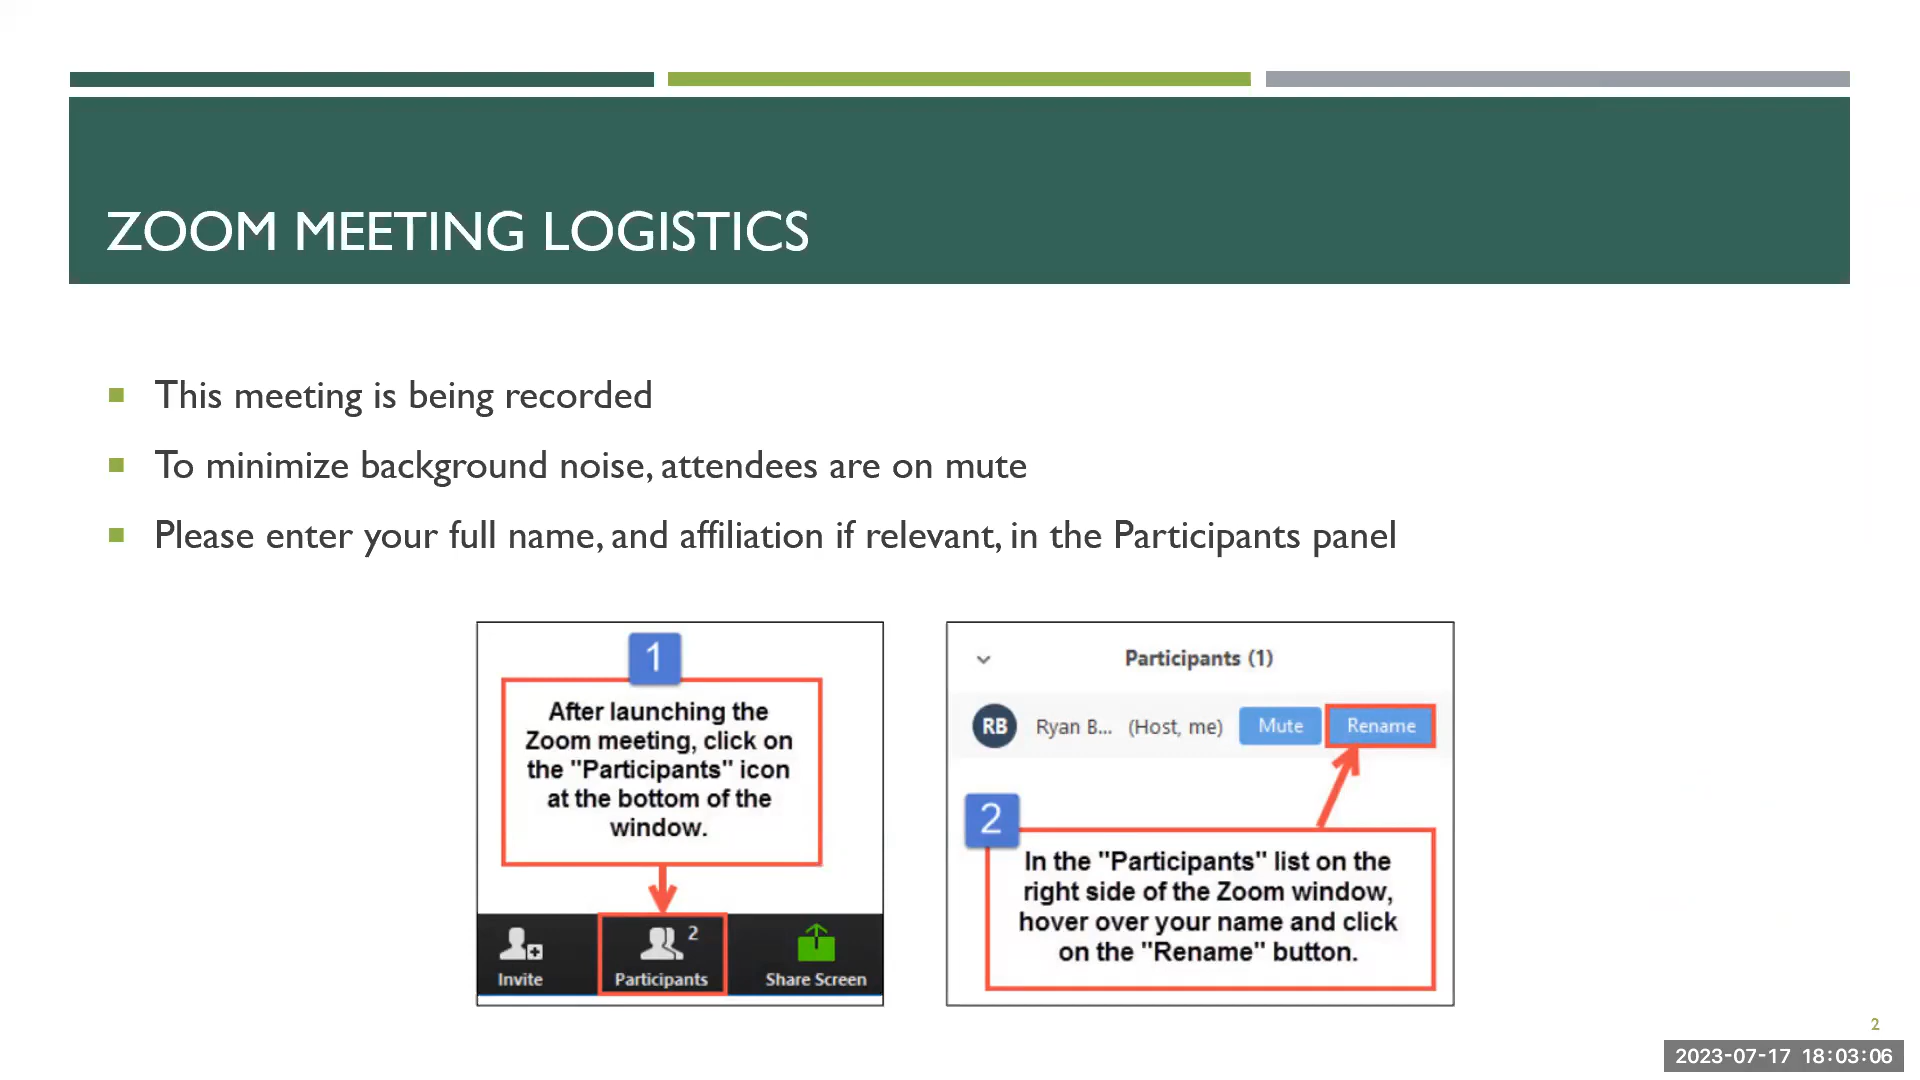 ZOOM MEETING LOGISTICS
This meeting is being recorded
To minimize background noise, attendees are on mute
Please enter your full name, and affiliation if relevant, in the Participants panel
1
After launching the
Zoom meeting, click on
the "Participants" icon
at the bottom of the
window.
Invite
Participants
2
Share Screen
Participants (1)
RB Ryan B... (Host, me) Mute Rename
2
In the "Participants" list on the
right side of the Zoom window,
hover over your name and click
on the "Rename" button.
2
2023-07-17 18:03:06